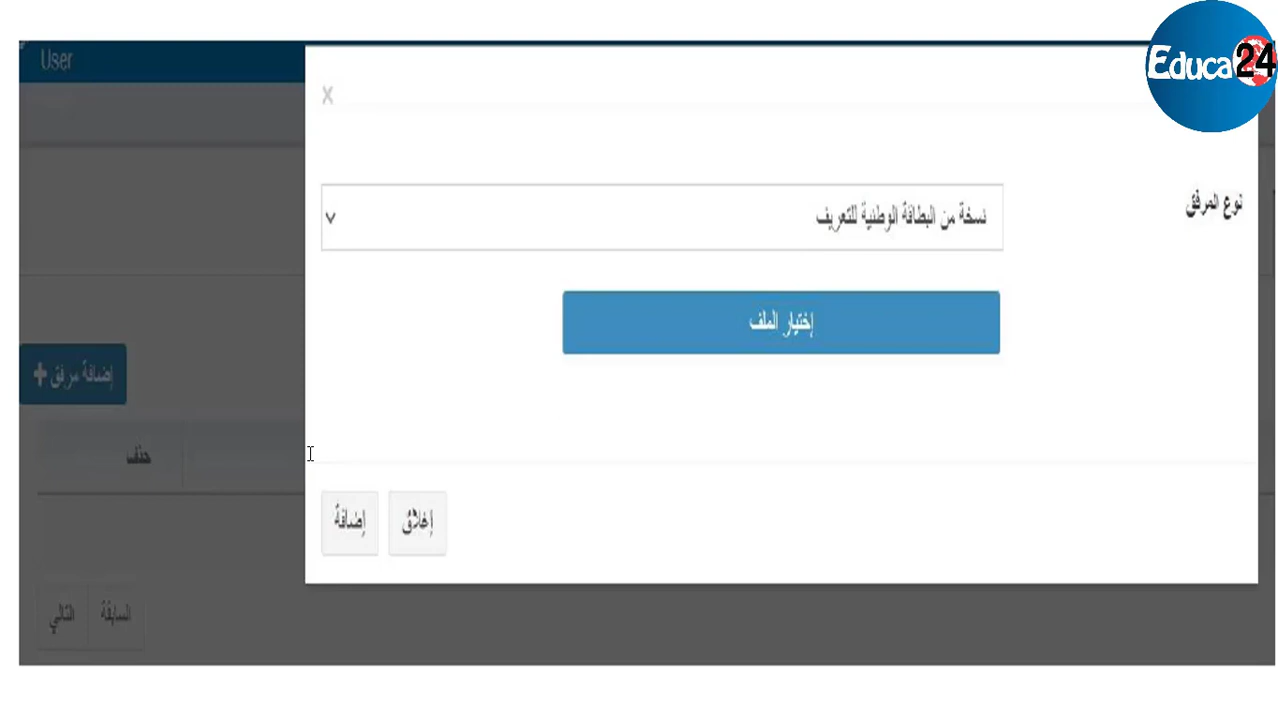 Educa24
User
x
نوع المرفق
نسخة من البطاقة الوطنية للتعريف
إختيار الملف
إضافة مرفق +
حذف
إغلاق
إضافة
السابقة
التالي